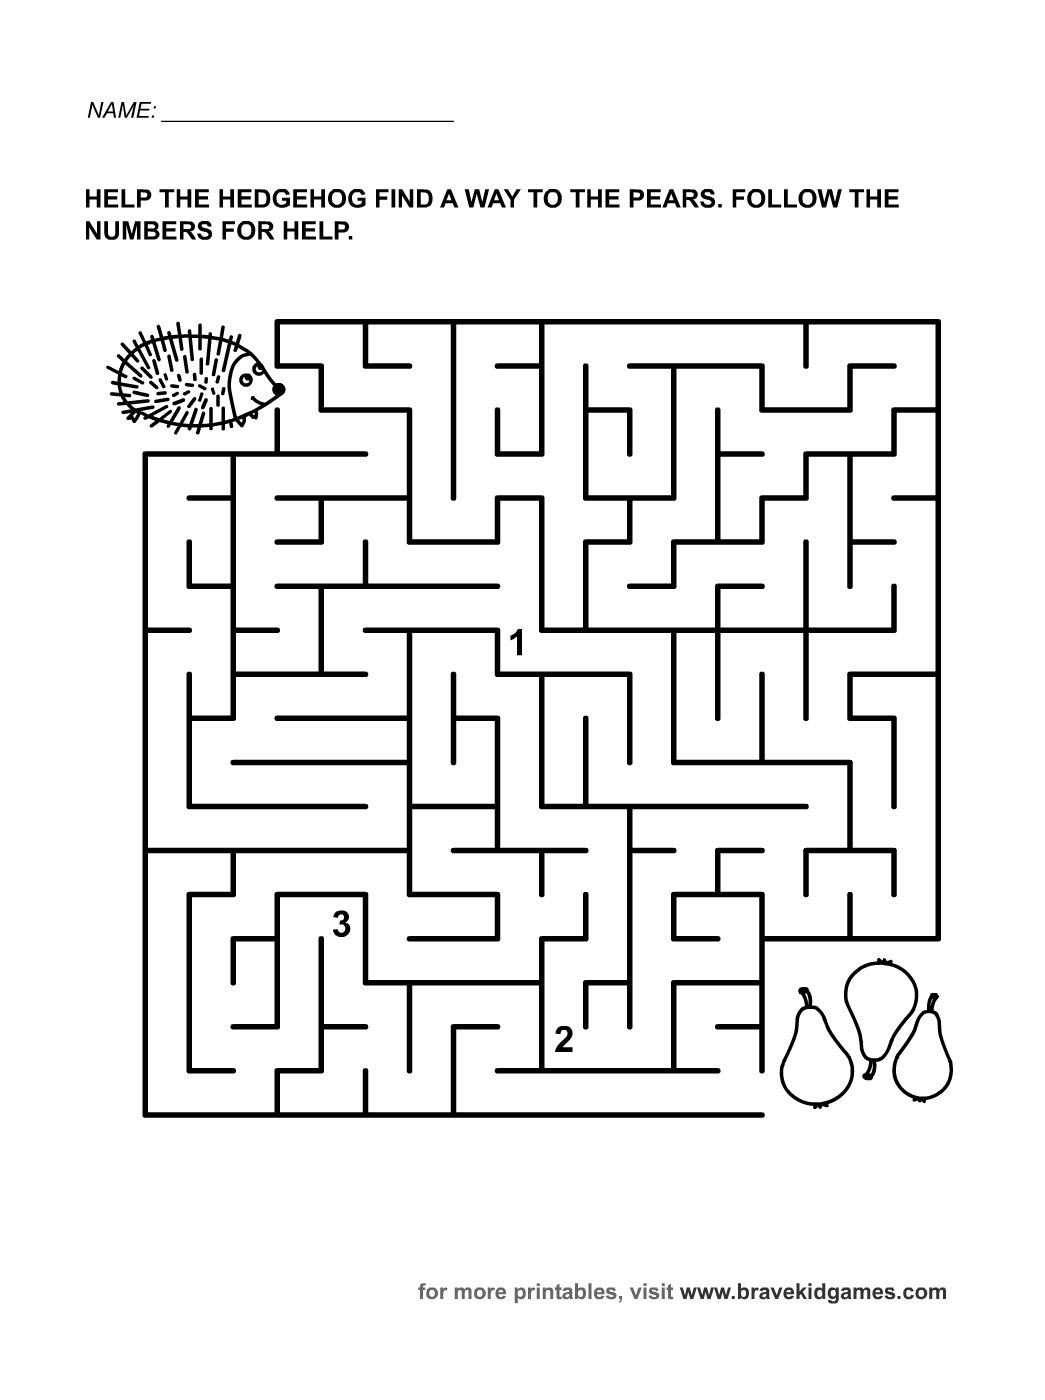 NAME: ________________________
HELP THE HEDGEHOG FIND A WAY TO THE PEARS. FOLLOW THE
NUMBERS FOR HELP.
1
3
2
for more printables, visit www.bravekidgames.com